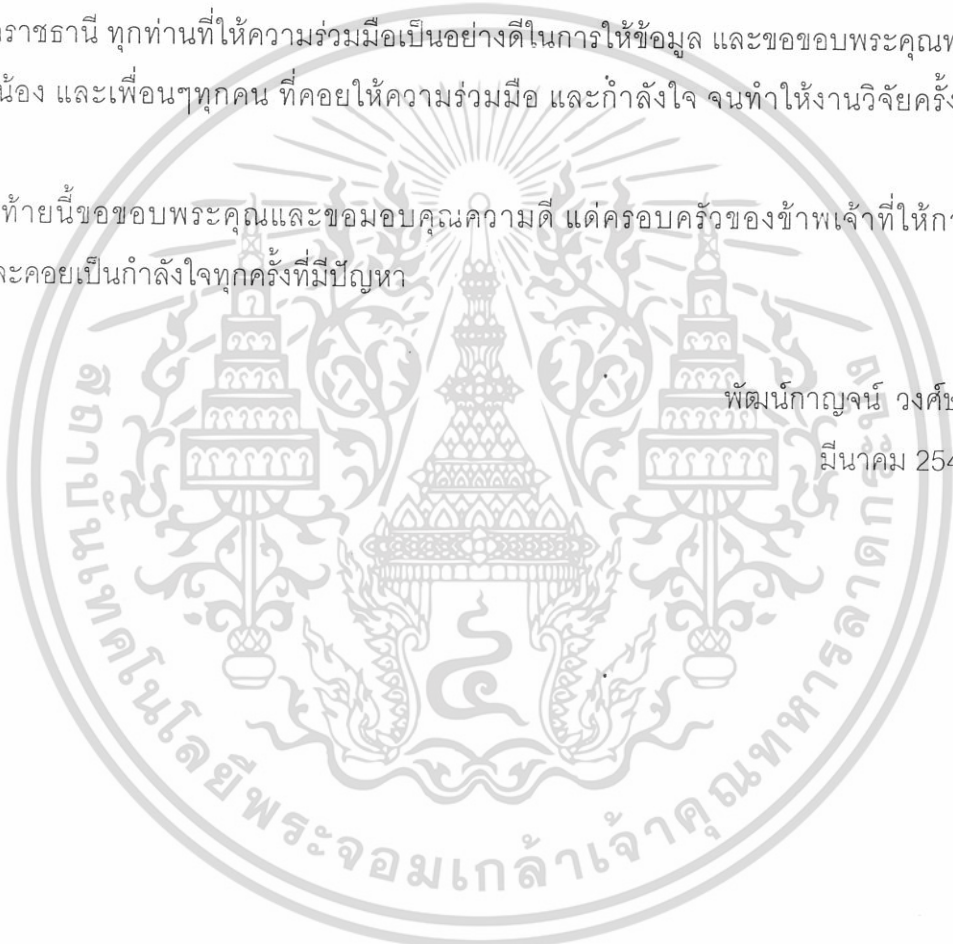 ราชธานี ทุกท่านที่ให้ความร่วมมือเป็นอย่างดีในการให้ข้อมูล และขอขอบพระคุณ
น้อง และเพื่อนๆทุกคน ที่คอยให้ความร่วมมือ และกำลังใจ จนทำให้งานวิจัยครั้ง
ท้ายนี้ขอขอบพระคุณและขอมอบคุณความดี แด่ครอบครัวของข้าพเจ้าที่ให้
ละคอยเป็นกำลังใจทุกครั้งที่มีปัญหา
พัฒน์กาญจน์ วงศ์
มีนาคม 254
สถาบันเทคโนโลยีพระจอมเกล้าเจ้าคุณทหารลาดกระบัง